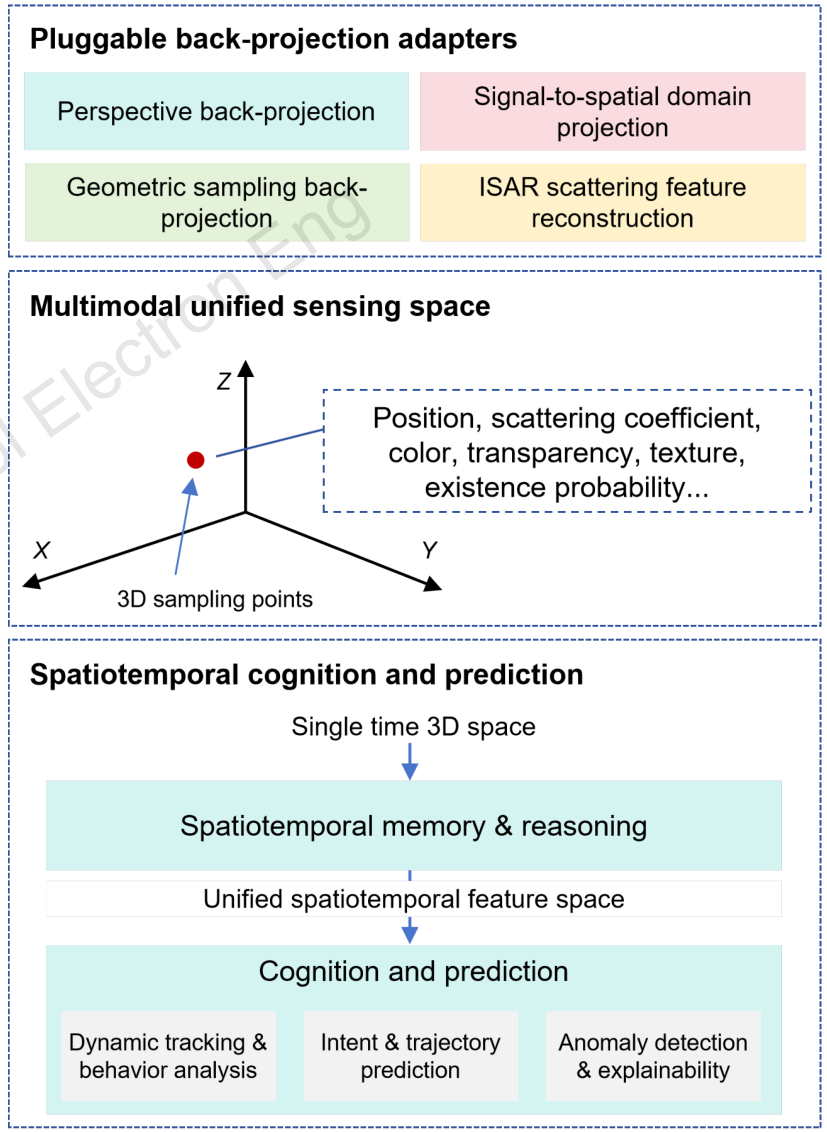 Pluggable back-projection adapters
Perspective back-projection
Signal-to-spatial domain
projection
Geometric sampling back-
projection
ISAR scattering feature
reconstruction
Multimodal unified sensing space
Z
Position, scattering coefficient,
color, transparency, texture,
existence probability...
X
Y
3D sampling points
Spatiotemporal cognition and prediction
Single time 3D space
Spatiotemporal memory & reasoning
Unified spatiotemporal feature space
Cognition and prediction
Dynamic tracking &
behavior analysis
Intent & trajectory
prediction
Anomaly detection
& explainability
Electron Eng